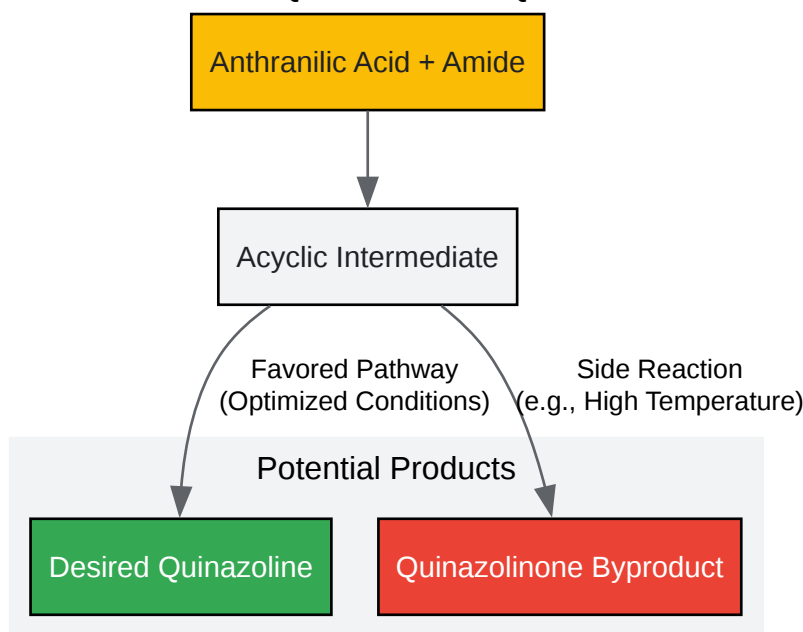 Anthranilic Acid + Amide
Acyclic Intermediate
Favored Pathway
(Optimized Conditions)
Side Reaction
(e.g., High Temperature)
Potential Products
Desired Quinazoline
Quinazolinone Byproduct